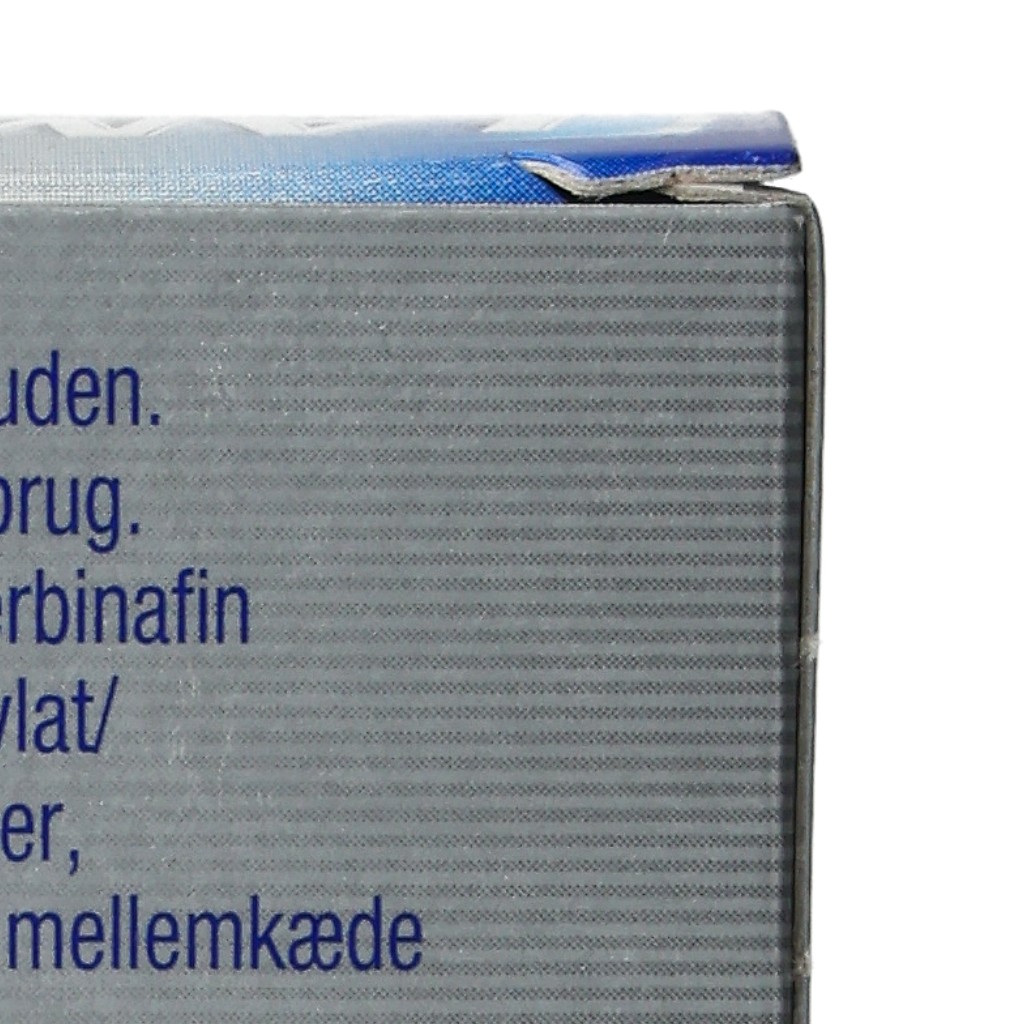 uden.
brug.
erbinafin
ylat/
er,
mellemkæde